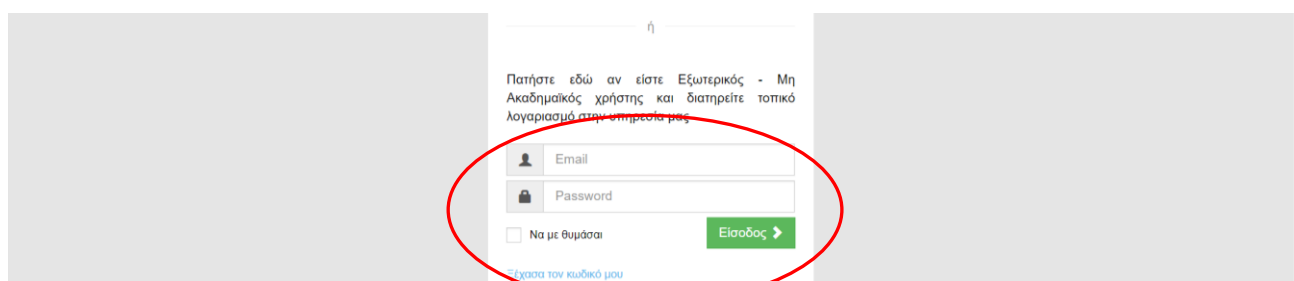 ή
Πατήστε εδώ αν είστε Εξωτερικός - Μη
Ακαδημαϊκός χρήστης και διατηρείτε τοπικό
λογαριασμό στην υπηρεσία μας
Email
Password
Να με θυμάσαι
Είσοδος
Ξέχασα τον κωδικό μου